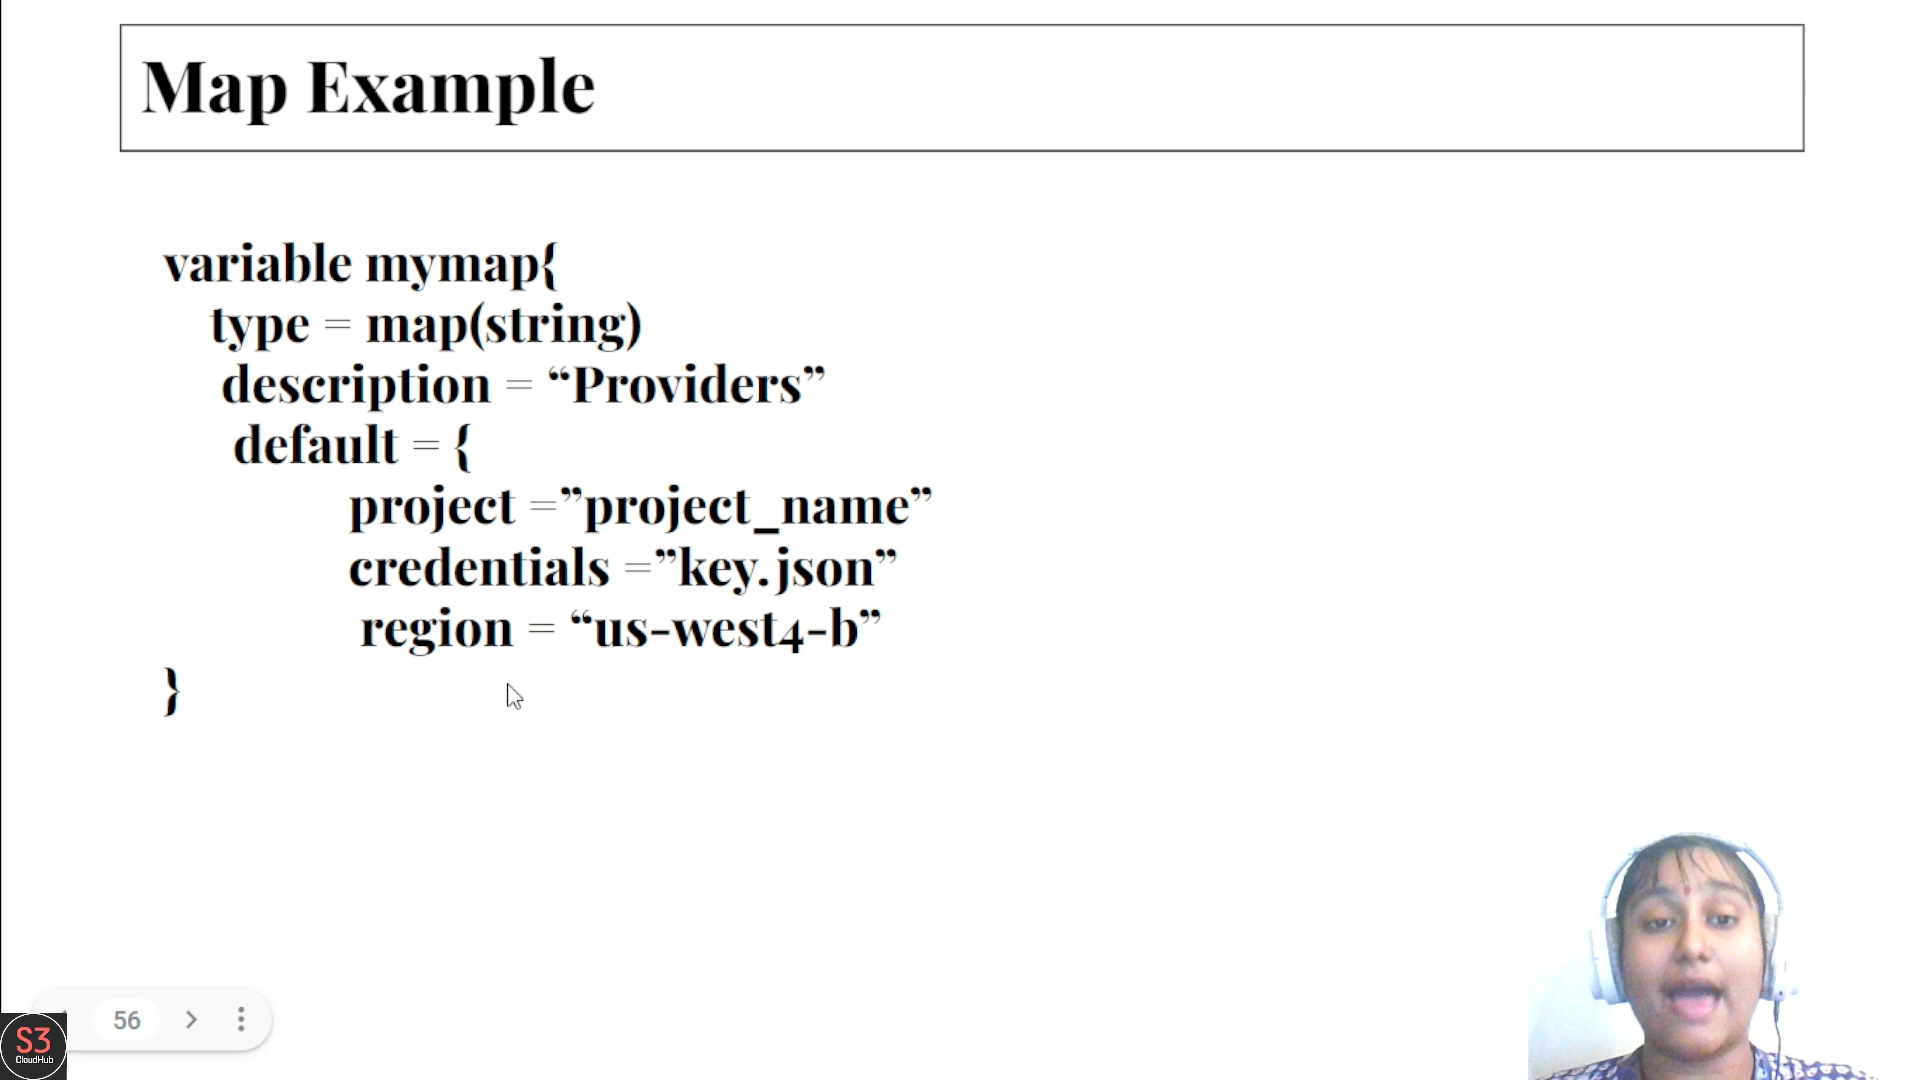 Map Example
variable mymap{
type = map(string)
description = “Providers”
default = {
project =”project_name”
credentials =”key.json”
region = “us-west4-b”
}
56
S3
CloudHub